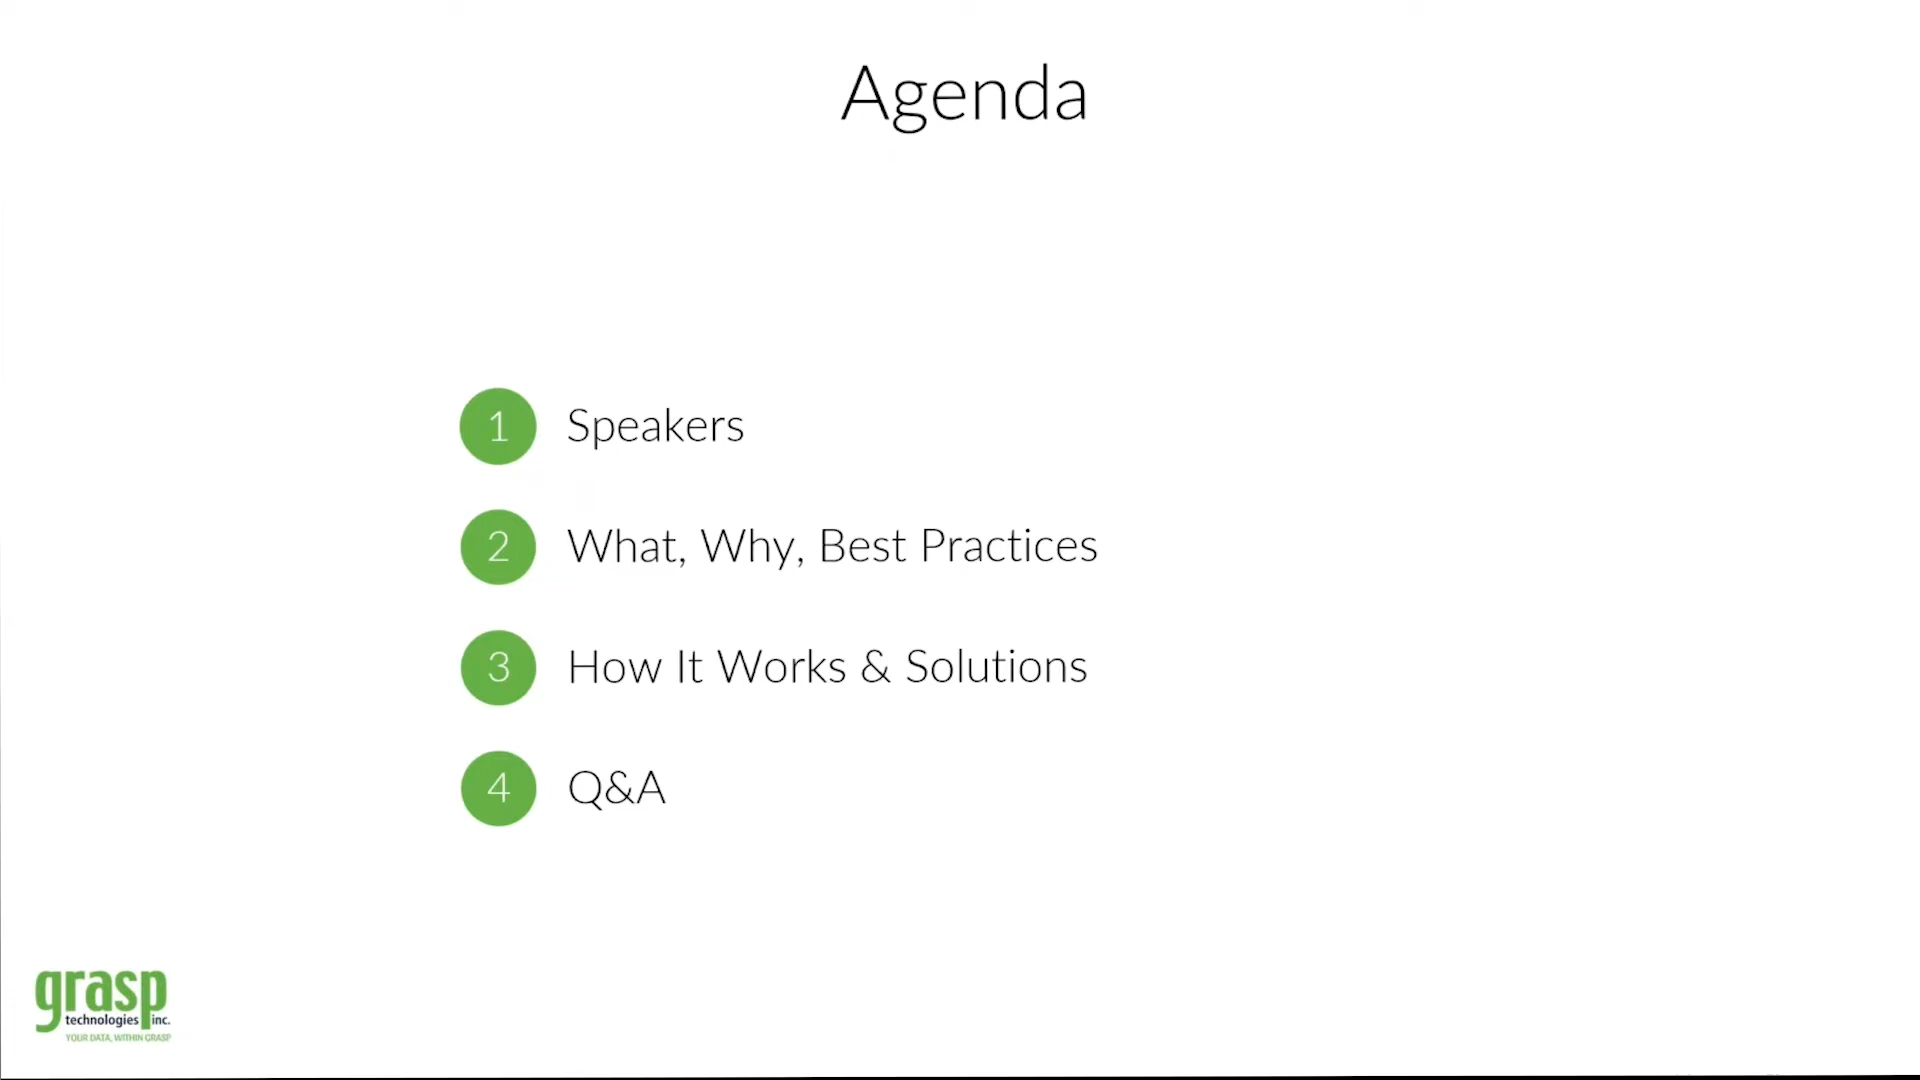 Agenda
1 Speakers
2 What, Why, Best Practices
3 How It Works & Solutions
4 Q&A
grasp
technologies inc.
YOUR DATA, WITHIN GRASP